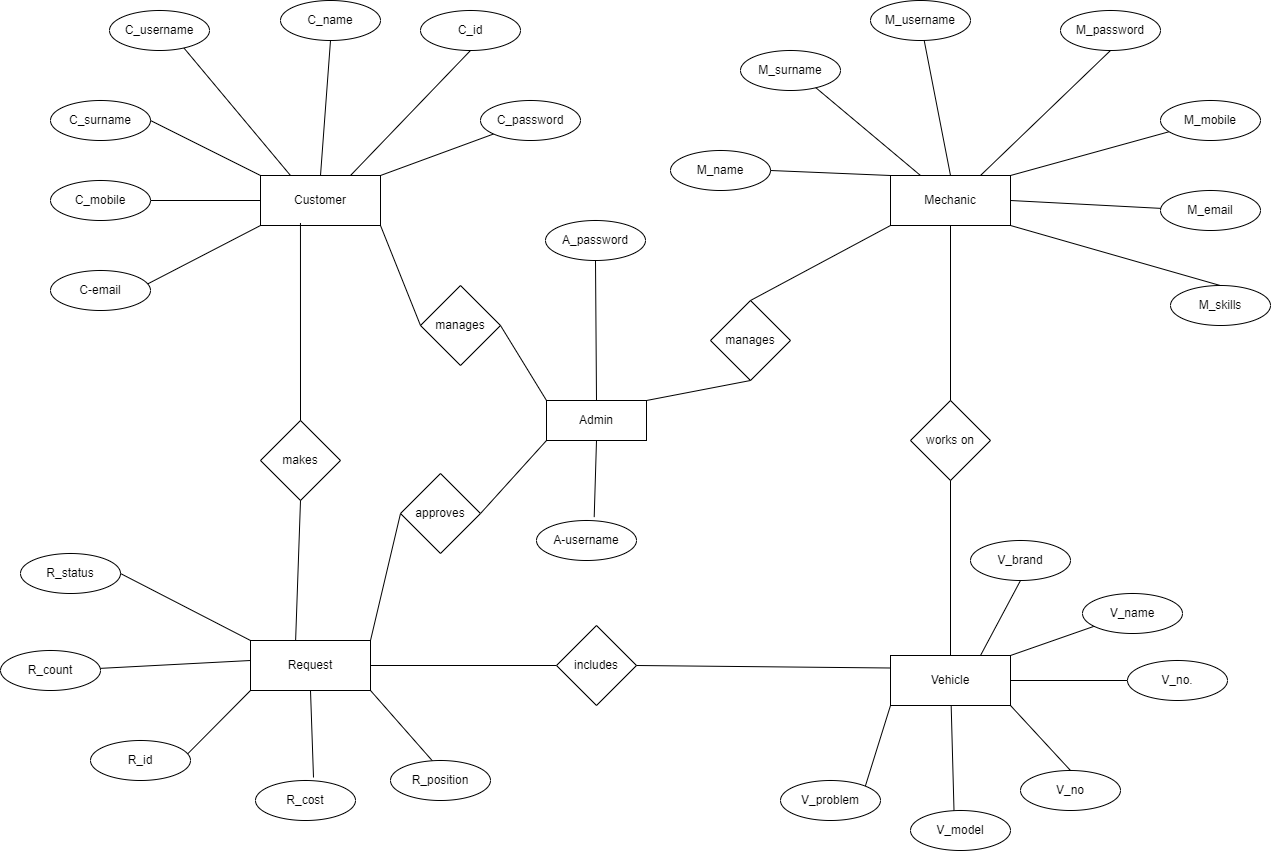 C_name
C_username
C_id
M_username
M_password
M_surname
C_surname
C_password
M_mobile
M_name
C_mobile
Customer
Mechanic
M_email
A_password
C-email
M_skills
manages
manages
Admin
works on
makes
approves
A-username
V_brand
R_status
V_name
Request
includes
R_count
Vehicle
V_no.
R_id
R_position
V_no
R_cost
V_problem
V_model